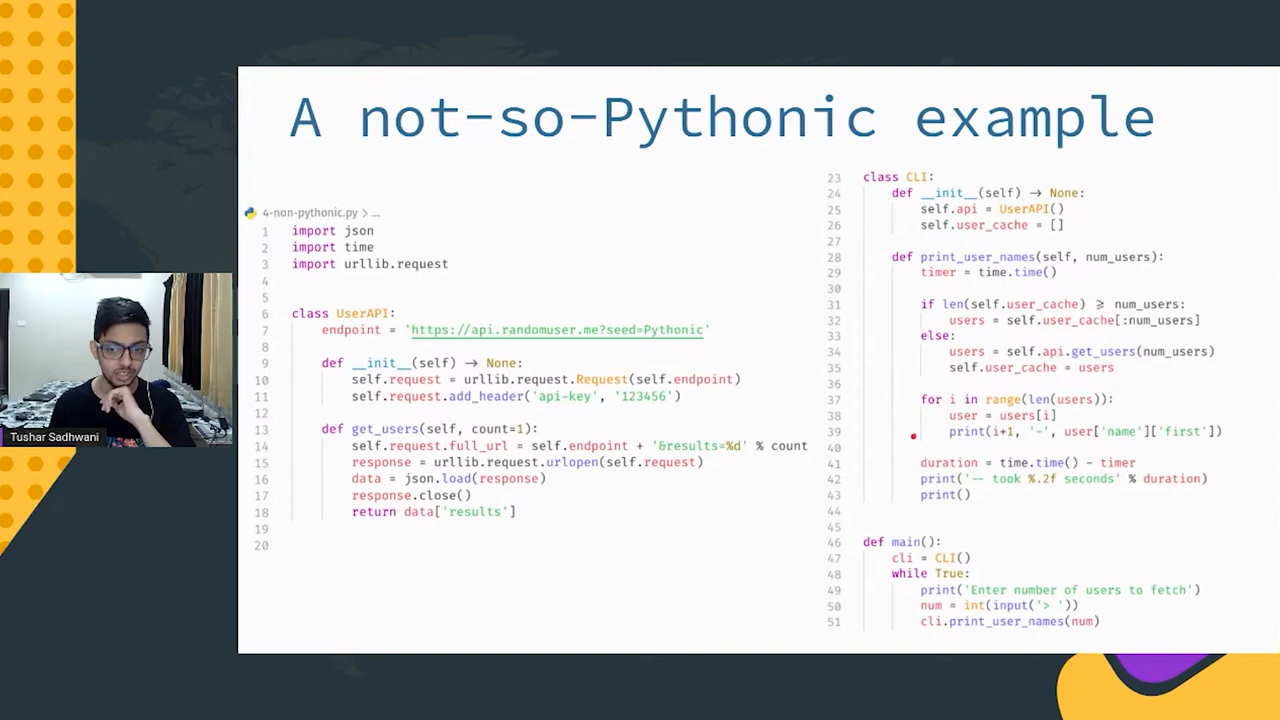 A not-so-Pythonic example
4-non-pythonic.py > ...
1 import json
2 import time
3 import urllib.request
4
5
6 class UserAPI:
7 endpoint = 'https://api.randomuser.me?seed=Pythonic'
8
9 def __init__(self) → None:
10 self.request = urllib.request.Request(self.endpoint)
11 self.request.add_header('api-key', '123456')
12
13 def get_users(self, count=1):
14 self.request.full_url = self.endpoint + '&results=%d' % count
15 response = urllib.request.urlopen(self.request)
16 data = json.load(response)
17 response.close()
18 return data['results']
19
20
23 class CLI:
24 def __init__(self) → None:
25 self.api = UserAPI()
26 self.user_cache = []
27
28 def print_user_names(self, num_users):
29 timer = time.time()
30
31 if len(self.user_cache) ≥ num_users:
32 users = self.user_cache[:num_users]
33 else:
34 users = self.api.get_users(num_users)
35 self.user_cache = users
36
37 for i in range(len(users)):
38 user = users[i]
39 print(i+1, '-', user['name']['first'])
40
41 duration = time.time() - timer
42 print('-- took %.2f seconds' % duration)
43 print()
44
45
46 def main():
47 cli = CLI()
48 while True:
49 print('Enter number of users to fetch')
50 num = int(input('> '))
51 cli.print_user_names(num)
Tushar Sadhwani